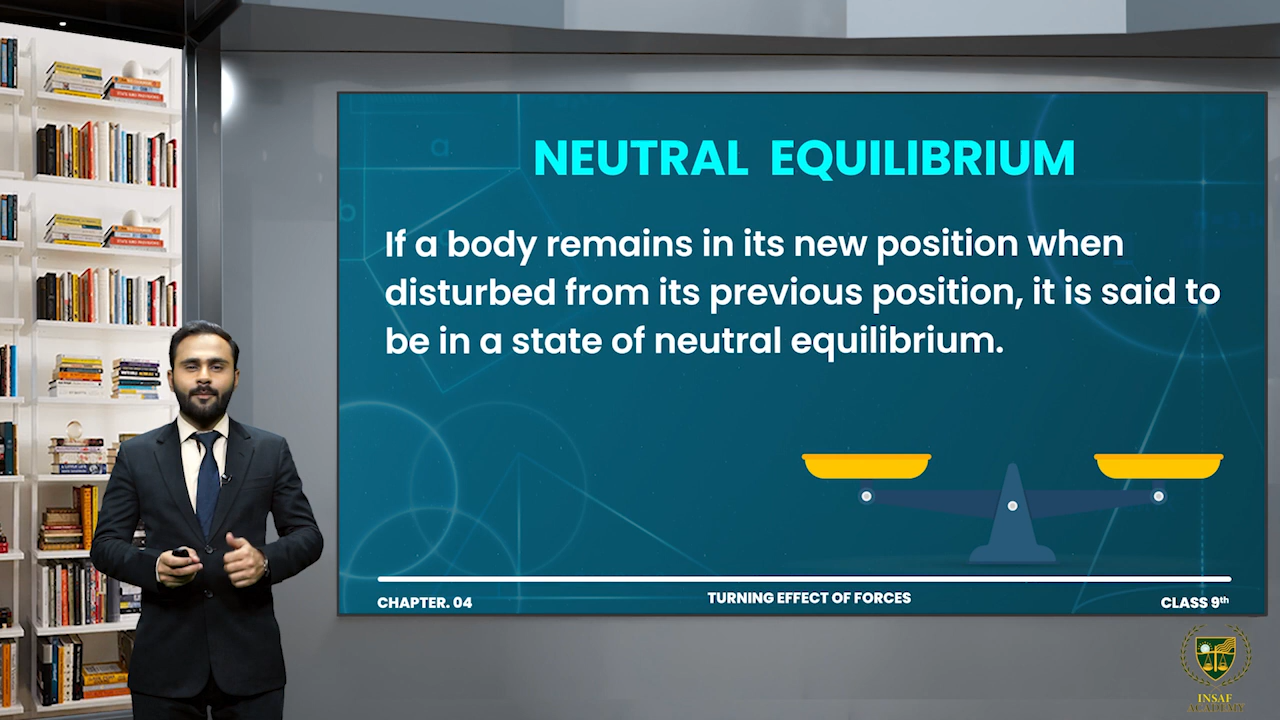 NEUTRAL EQUILIBRIUM
If a body remains in its new position when
disturbed from its previous position, it is said to
be in a state of neutral equilibrium.
CHAPTER. 04
TURNING EFFECT OF FORCES
CLASS 9th
INSAF
ACADEMY